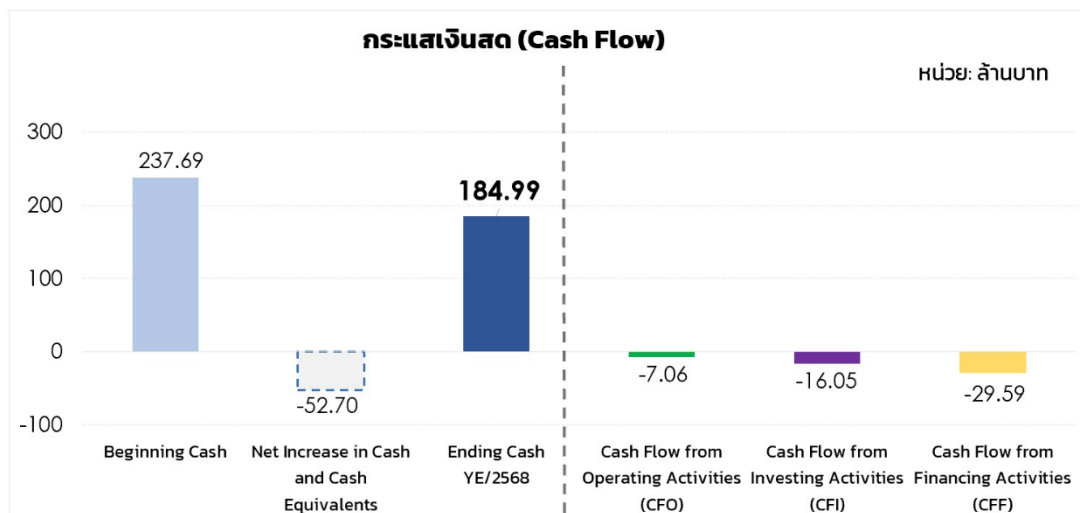 กระแสเงินสด (Cash Flow)
หน่วย: ล้านบาท
300
200
100
0
-100
237.69
-52.70
184.99
-7.06
-16.05
-29.59
Beginning Cash
Net Increase in Cash
and Cash
Equivalents
Ending Cash
YE/2568
Cash Flow from
Operating Activities
(CFO)
Cash Flow from
Investing Activities
(CFI)
Cash Flow from
Financing Activities
(CFF)